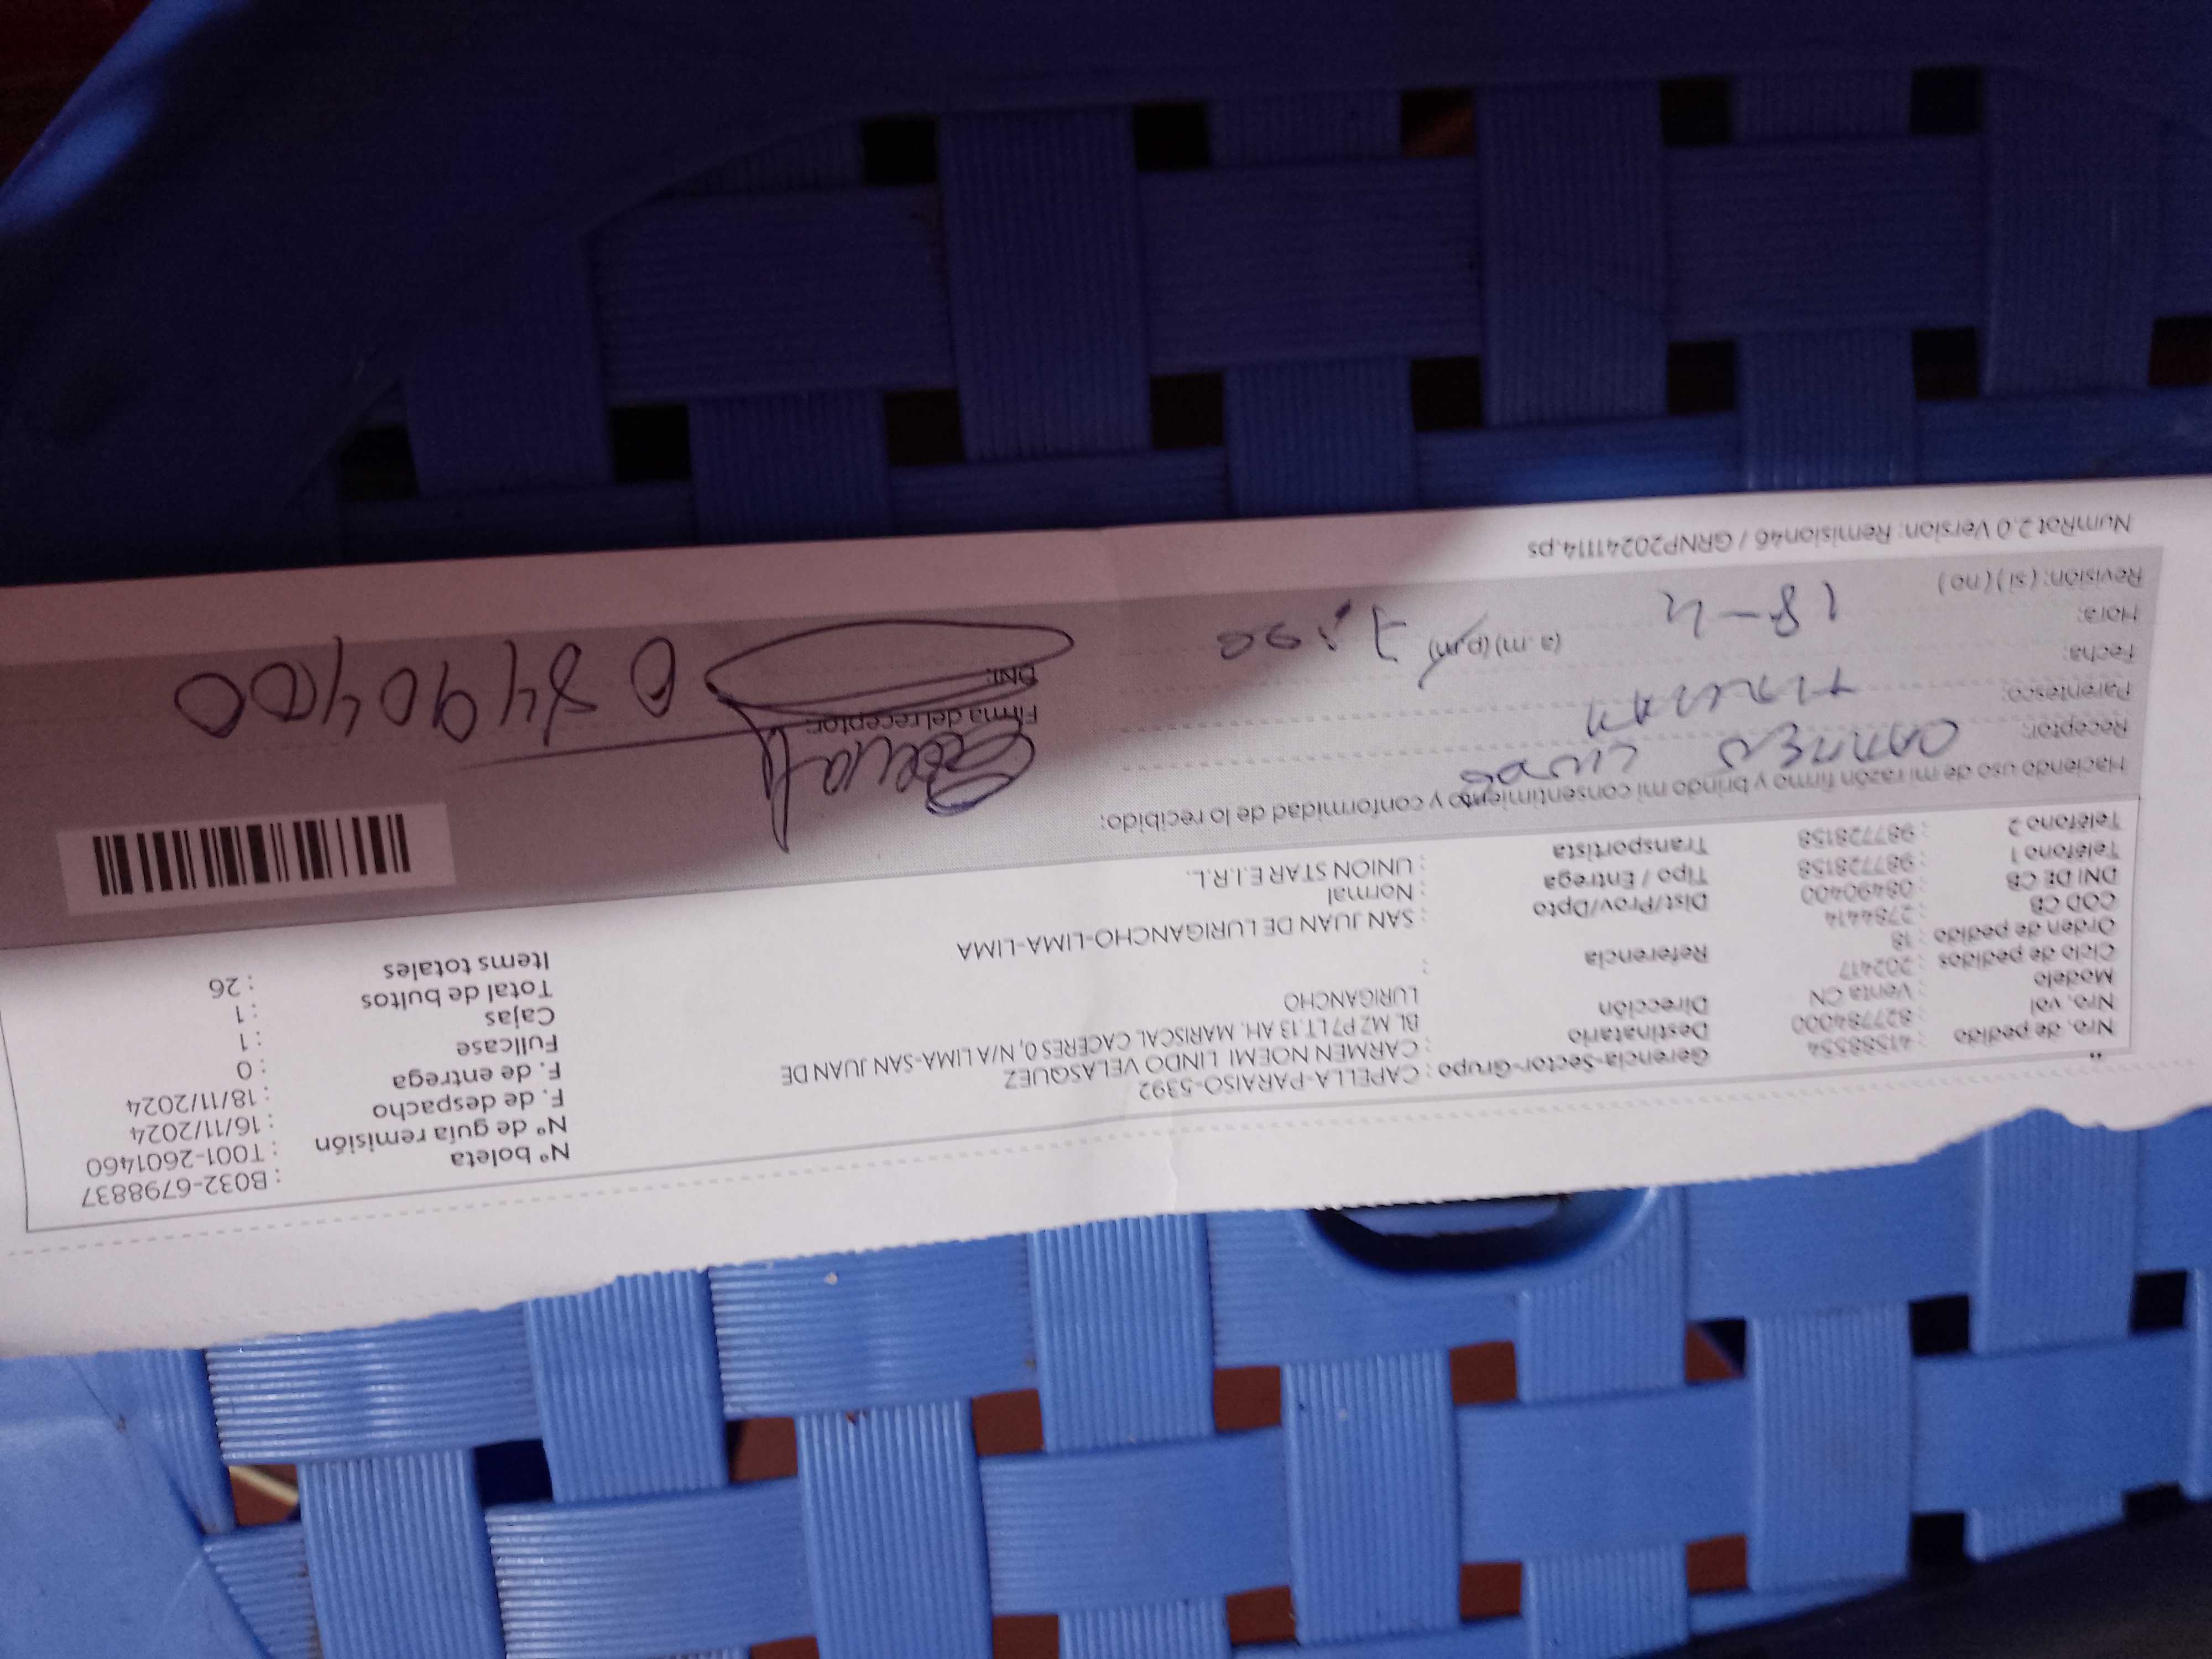 Nro. de pedido : 41588554
Nro. vol : 827784000
Modelo : Venta CN
Ciclo de pedidos : 202417
Orden de pedido : 18
COD CB : 2784414
DNI DE CB : 08490400
Teléfono 1 : 987728158
Teléfono 2 : 987728158
Gerencia-Sector-Grupo : CAPELLA-PARAISO-5392
Destinatario : CARMEN NOEMI LINDO VELASQUEZ
Dirección : BL MZ P7 LT.13 AH. MARISCAL CACERES 0, N/A LIMA-SAN JUAN DE
LURIGANCHO
Referencia :
Dist/Prov/Dpto : SAN JUAN DE LURIGANCHO-LIMA-LIMA
Tipo / Entrega : Normal
Transportista : UNION STAR E.I.R.L.
Nº boleta : B032-6798837
Nº de guía remisión : T001-2601460
F. de despacho : 16/11/2024
F. de entrega : 18/11/2024
Fullcase : 0
Cajas : 1
Total de bultos : 1
Items totales : 26
Haciendo uso de mi razón firmo y brindo mi consentimiento y conformidad de lo recibido:
Receptor: CARMEN LINDO
Parentesco: TITULAR
Fecha: 18-11
Hora: (a.m) (p.m)
Revisión: (si) (no)
Firma del receptor:
DNI: 08490400
NumRot 2.0 Version: Remision46 / GRNP20241114.ps